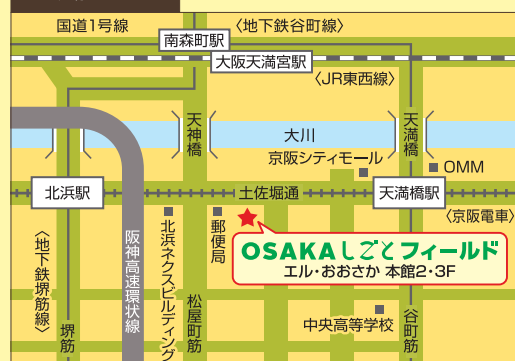 国道1号線
〈地下鉄谷町線〉
南森町駅
大阪天満宮駅
〈JR東西線〉
天神橋
大川
天満橋
京阪シティモール
OMM
北浜駅
土佐堀通
天満橋駅
〈京阪電車〉
〈地下鉄堺筋線〉
阪神高速環状線
北浜ネクスビルディング
郵便局
OSAKAしごとフィールド
エル・おおさか 本館2・3F
堺筋
松屋町筋
中央高等学校
谷町筋